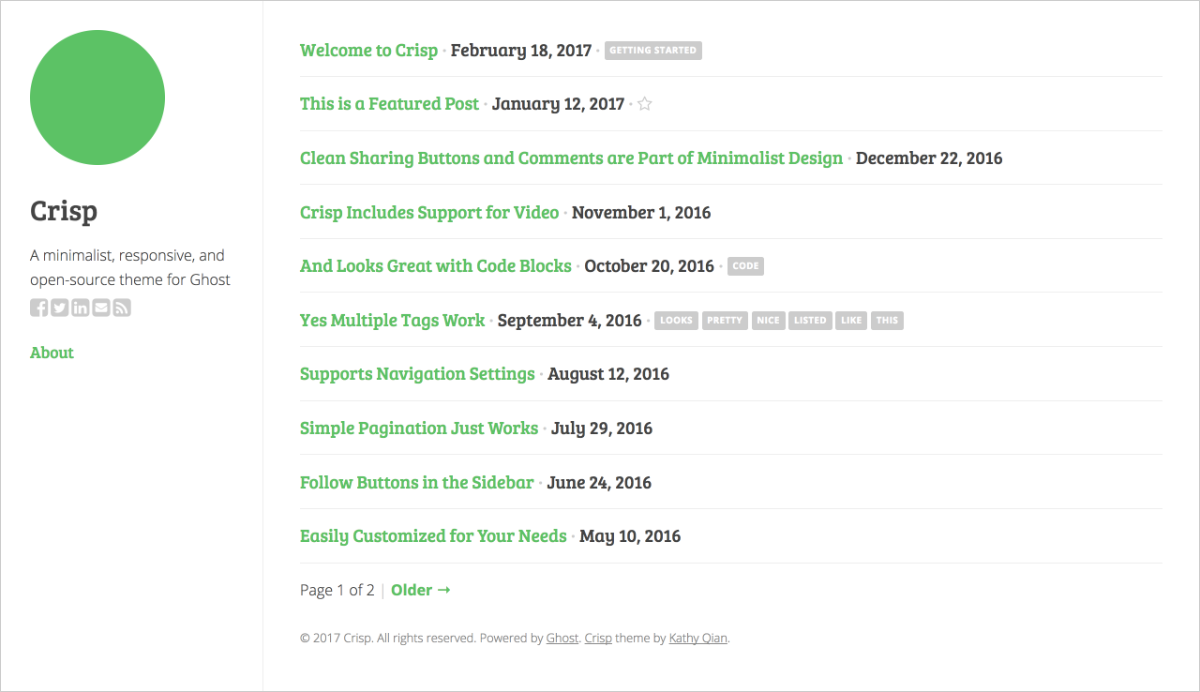 Crisp
A minimalist, responsive, and
open-source theme for Ghost
About
Welcome to Crisp · February 18, 2017 · GETTING STARTED
This is a Featured Post · January 12, 2017 ·
Clean Sharing Buttons and Comments are Part of Minimalist Design · December 22, 2016
Crisp Includes Support for Video · November 1, 2016
And Looks Great with Code Blocks · October 20, 2016 · CODE
Yes Multiple Tags Work · September 4, 2016 · LOOKS PRETTY NICE LISTED LIKE THIS
Supports Navigation Settings · August 12, 2016
Simple Pagination Just Works · July 29, 2016
Follow Buttons in the Sidebar · June 24, 2016
Easily Customized for Your Needs · May 10, 2016
Page 1 of 2 | Older →
© 2017 Crisp. All rights reserved. Powered by Ghost. Crisp theme by Kathy Qian.